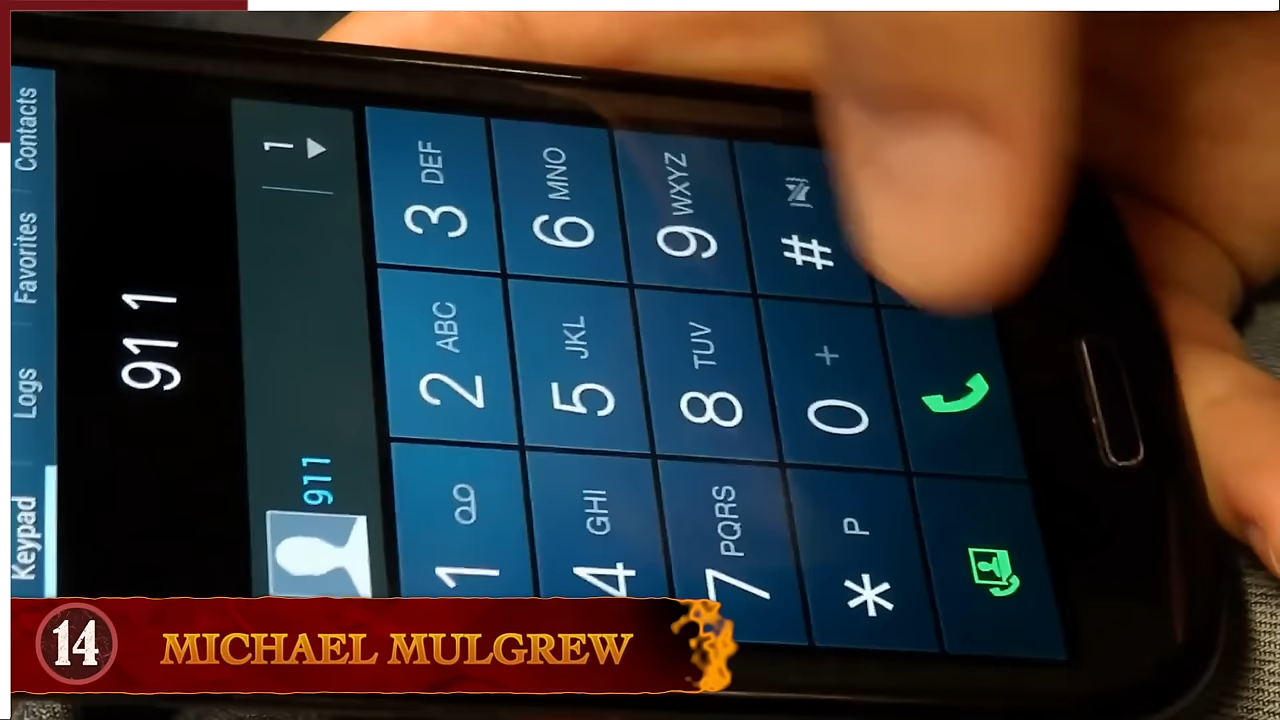 Keypad Logs Favorites Contacts
911
911
1
1
2 ABC
3 DEF
4 GHI
5 JKL
6 MNO
7 PQRS
8 TUV
9 WXYZ
* P
0 +
#
14 MICHAEL MULGREW